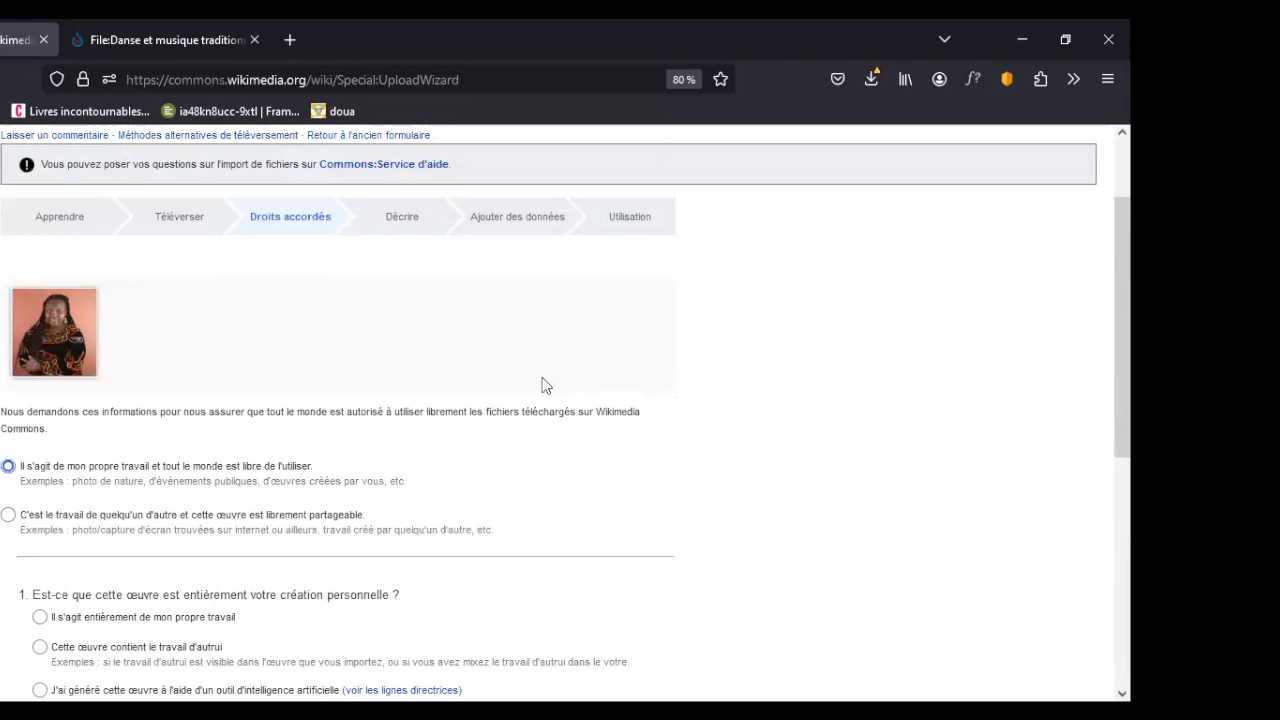 kimed
File:Danse et musique tradition
https://commons.wikimedia.org/wiki/Special:UploadWizard
80 %
Livres incontournables... ia48kn8ucc-9xtl | Fram... doua
Laisser un commentaire · Méthodes alternatives de téléversement · Retour à l'ancien formulaire
Vous pouvez poser vos questions sur l'import de fichiers sur Commons:Service d'aide.
Apprendre Téléverser Droits accordés Décrire Ajouter des données Utilisation
Nous demandons ces informations pour nous assurer que tout le monde est autorisé à utiliser librement les fichiers téléchargés sur Wikimedia
Commons.
Il s'agit de mon propre travail et tout le monde est libre de l'utiliser.
Exemples : photo de nature, d'évènements publiques, d'œuvres créées par vous, etc.
C'est le travail de quelqu'un d'autre et cette œuvre est librement partageable.
Exemples : photo/capture d'écran trouvées sur internet ou ailleurs, travail créé par quelqu'un d'autre, etc.
1. Est-ce que cette œuvre est entièrement votre création personnelle ?
Il s'agit entièrement de mon propre travail
Cette œuvre contient le travail d'autrui
Exemples : si le travail d'autrui est visible dans l'œuvre que vous importez, ou si vous avez mixez le travail d'autrui dans le votre.
J'ai généré cette œuvre à l'aide d'un outil d'intelligence artificielle (voir les lignes directrices)